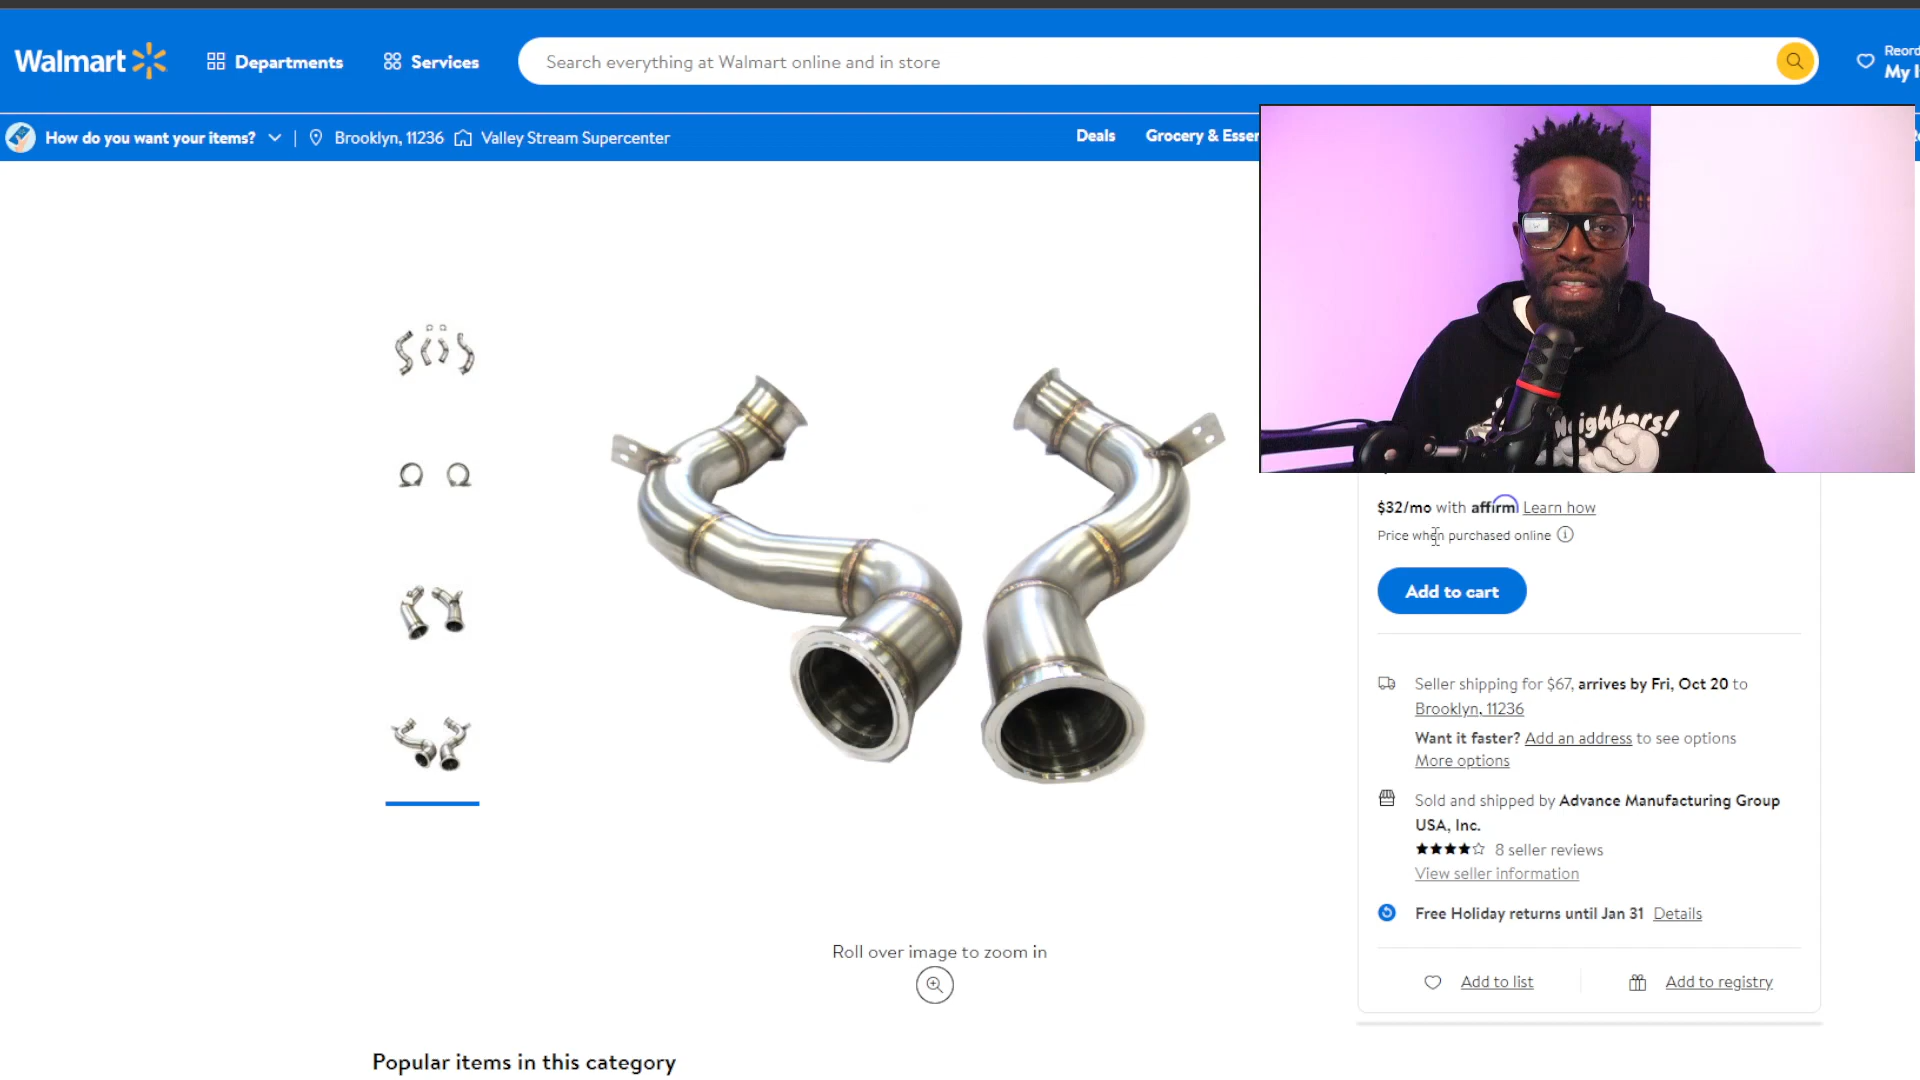 Walmart
Departments
Services
Search everything at Walmart online and in store
Reord
My I
How do you want your items?
Brooklyn, 11236
Valley Stream Supercenter
Deals
Grocery & Esser
Neighbors!
$32/mo with affirm Learn how
Price when purchased online
Add to cart
Seller shipping for $67, arrives by Fri, Oct 20 to
Brooklyn, 11236
Want it faster? Add an address to see options
More options
Sold and shipped by Advance Manufacturing Group
USA, Inc.
8 seller reviews
View seller information
Free Holiday returns until Jan 31 Details
Add to list
Add to registry
Roll over image to zoom in
Popular items in this category